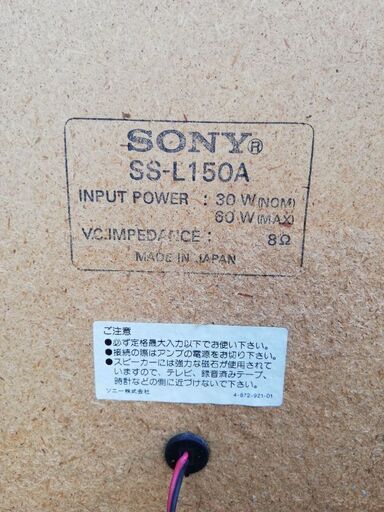 SONY®
SS-L150A
INPUT POWER : 30 W (NOM)
60 W (MAX)
V.C.IMPEDANCE : 8Ω
MADE IN JAPAN
ご注意
●必ず定格最大入力以下でお使い下さい。
●接続の際はアンプの電源をお切り下さい。
●スピーカーには強力な磁石が使用されて
いますので、テレビ、録音済みテープ、
時計などの側に近づけないで下さい。
ソニー株式会社 4-872-921-01